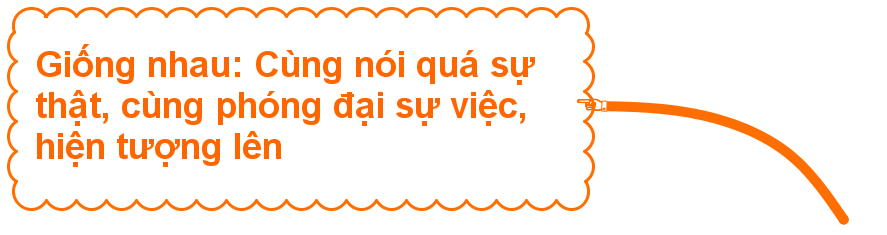 Giống nhau: Cùng nói quá sự
thật, cùng phóng đại sự việc,
hiện tượng lên